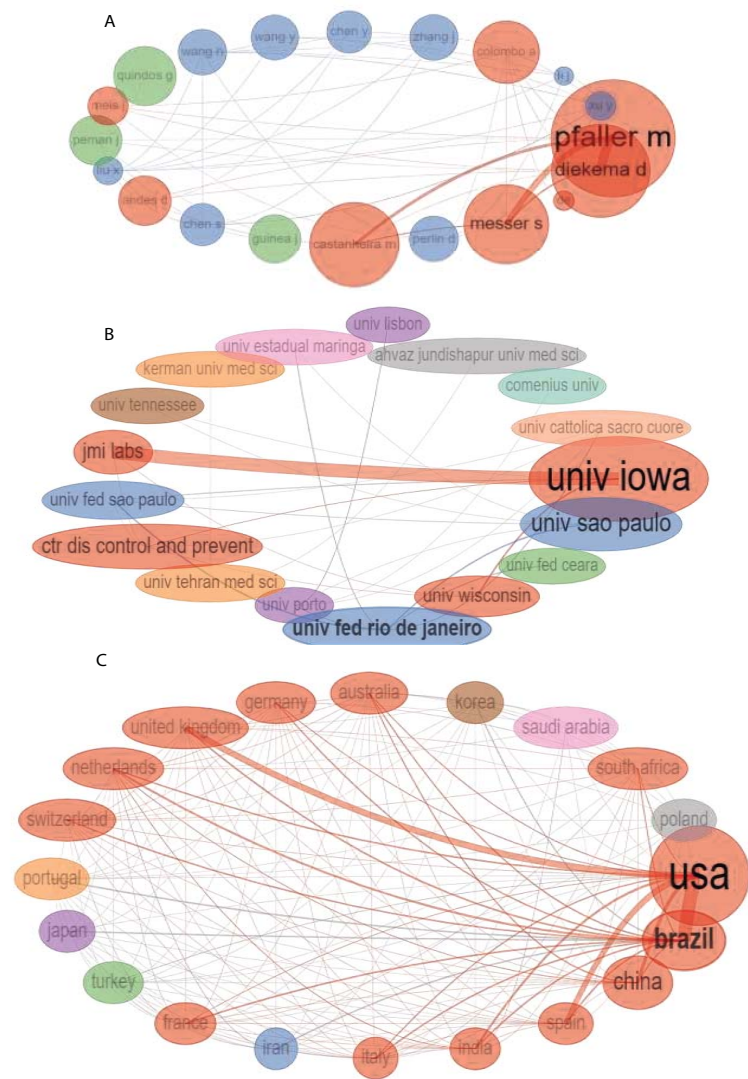 A
wang n
wang y
chen y
zhang j
colombo a
quindos g
li j
meis j
xu y
peman j
pfaller m
liu x
diekema d
andes d
chen s
guinea j
castanheira m
perlin d
messer s
B
univ lisbon
univ estadual maringa
ahvaz jundishapur univ med sci
kerman univ med sci
comenius univ
univ tennessee
univ cattolica sacro cuore
jmi labs
univ iowa
univ fed sao paulo
univ sao paulo
ctr dis control and prevent
univ fed ceara
univ tehran med sci
univ wisconsin
univ porto
univ fed rio de janeiro
C
australia
germany
korea
united kingdom
saudi arabia
netherlands
south africa
switzerland
poland
usa
portugal
japan
brazil
turkey
china
france
spain
iran
italy
india